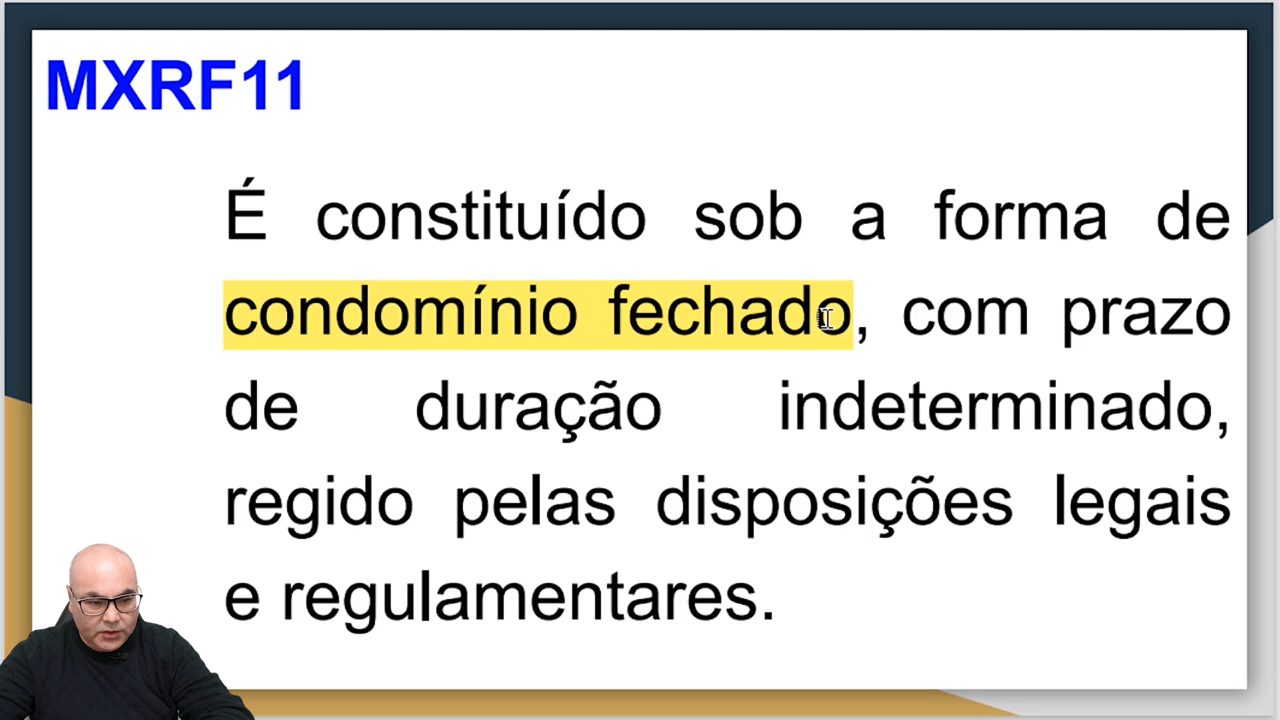 MXRF11
É constituído sob a forma de
condomínio fechado, com prazo
de duração indeterminado,
regido pelas disposições legais
e regulamentares.